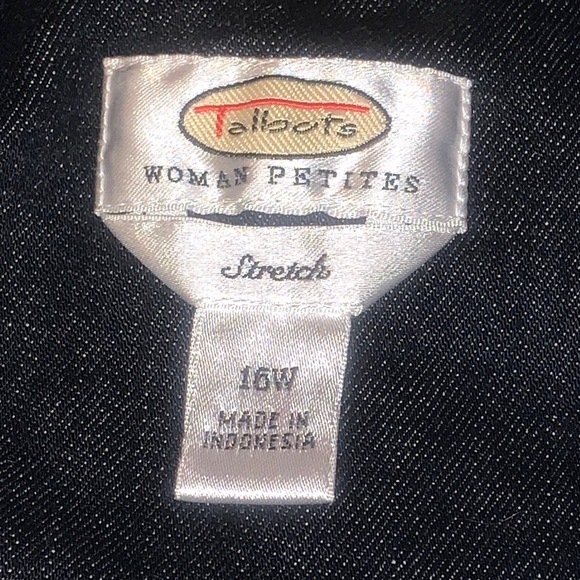 Talbots
WOMAN PETITES
Stretch
16W
MADE IN
INDONESIA